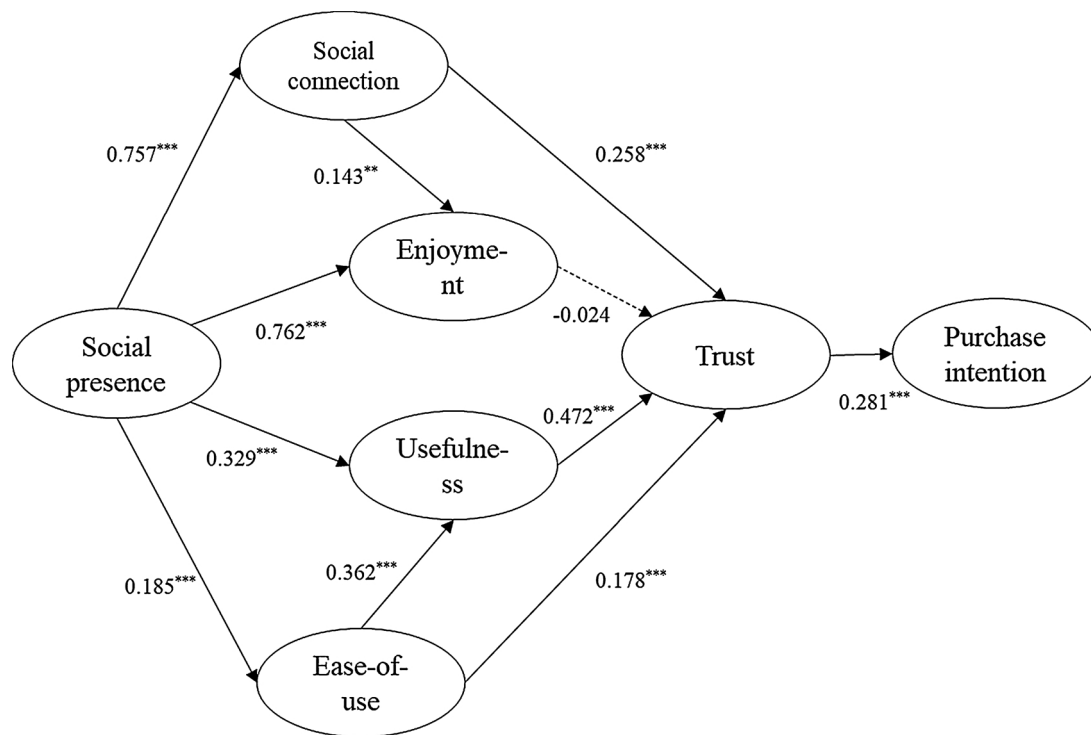 Social
connection
0.757***
0.258***
0.143**
Enjoyme-
nt
-0.024
0.762***
Social
presence
Trust
Purchase
intention
0.281***
0.472***
Usefulne-
ss
0.329***
0.362***
0.185***
0.178***
Ease-of-
use